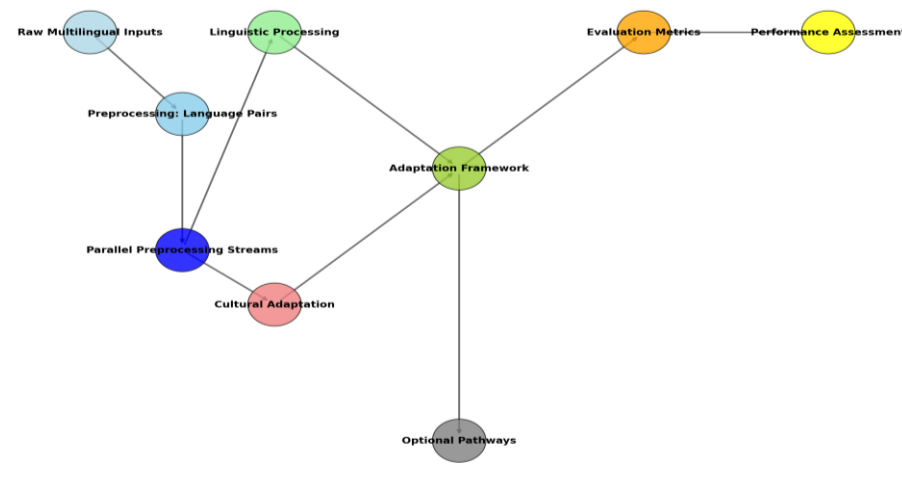 Raw Multilingual Inputs
Linguistic Processing
Evaluation Metrics
Performance Assessment
Preprocessing: Language Pairs
Adaptation Framework
Parallel Preprocessing Streams
Cultural Adaptation
Optional Pathways